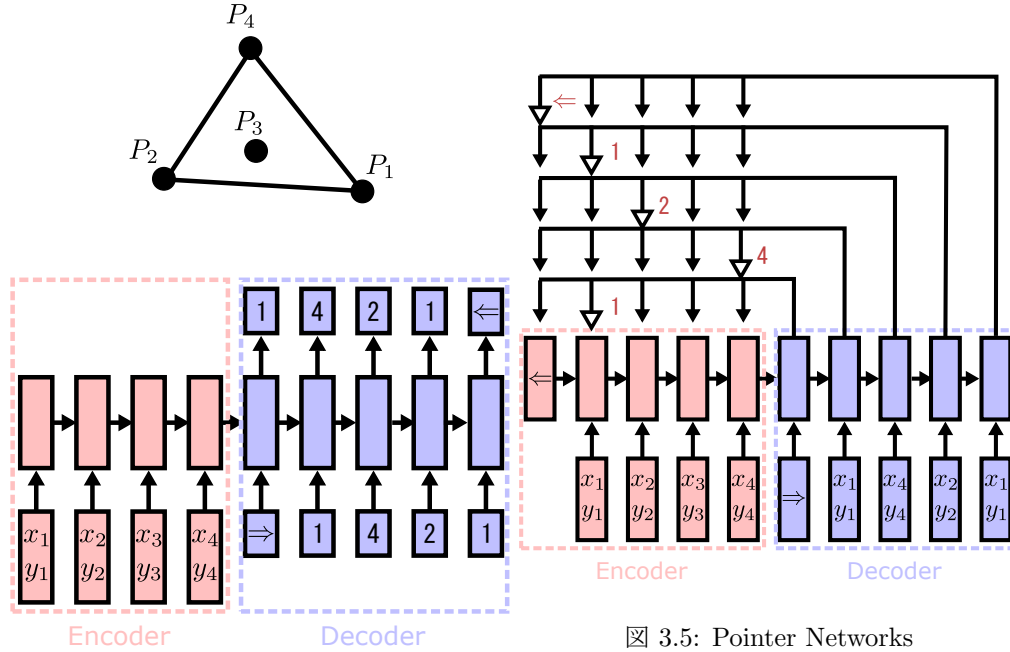 P4
P3
P2
P1
1 4 2 1 ⇐
x1 x2 x3 x4
y1 y2 y3 y4
⇒ 1 4 2 1
Encoder Decoder
⇐
1
2
4
1
⇐
x1 x2 x3 x4
y1 y2 y3 y4
⇒ x1 x4 x2 x1
y1 y4 y2 y1
Encoder Decoder
図 3.5: Pointer Networks